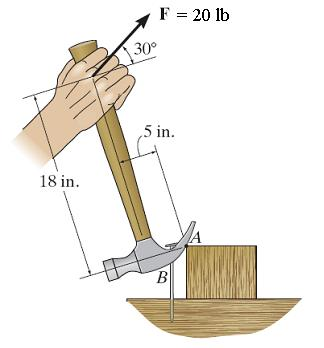 F = 20 lb
30°
5 in.
18 in.
A
B